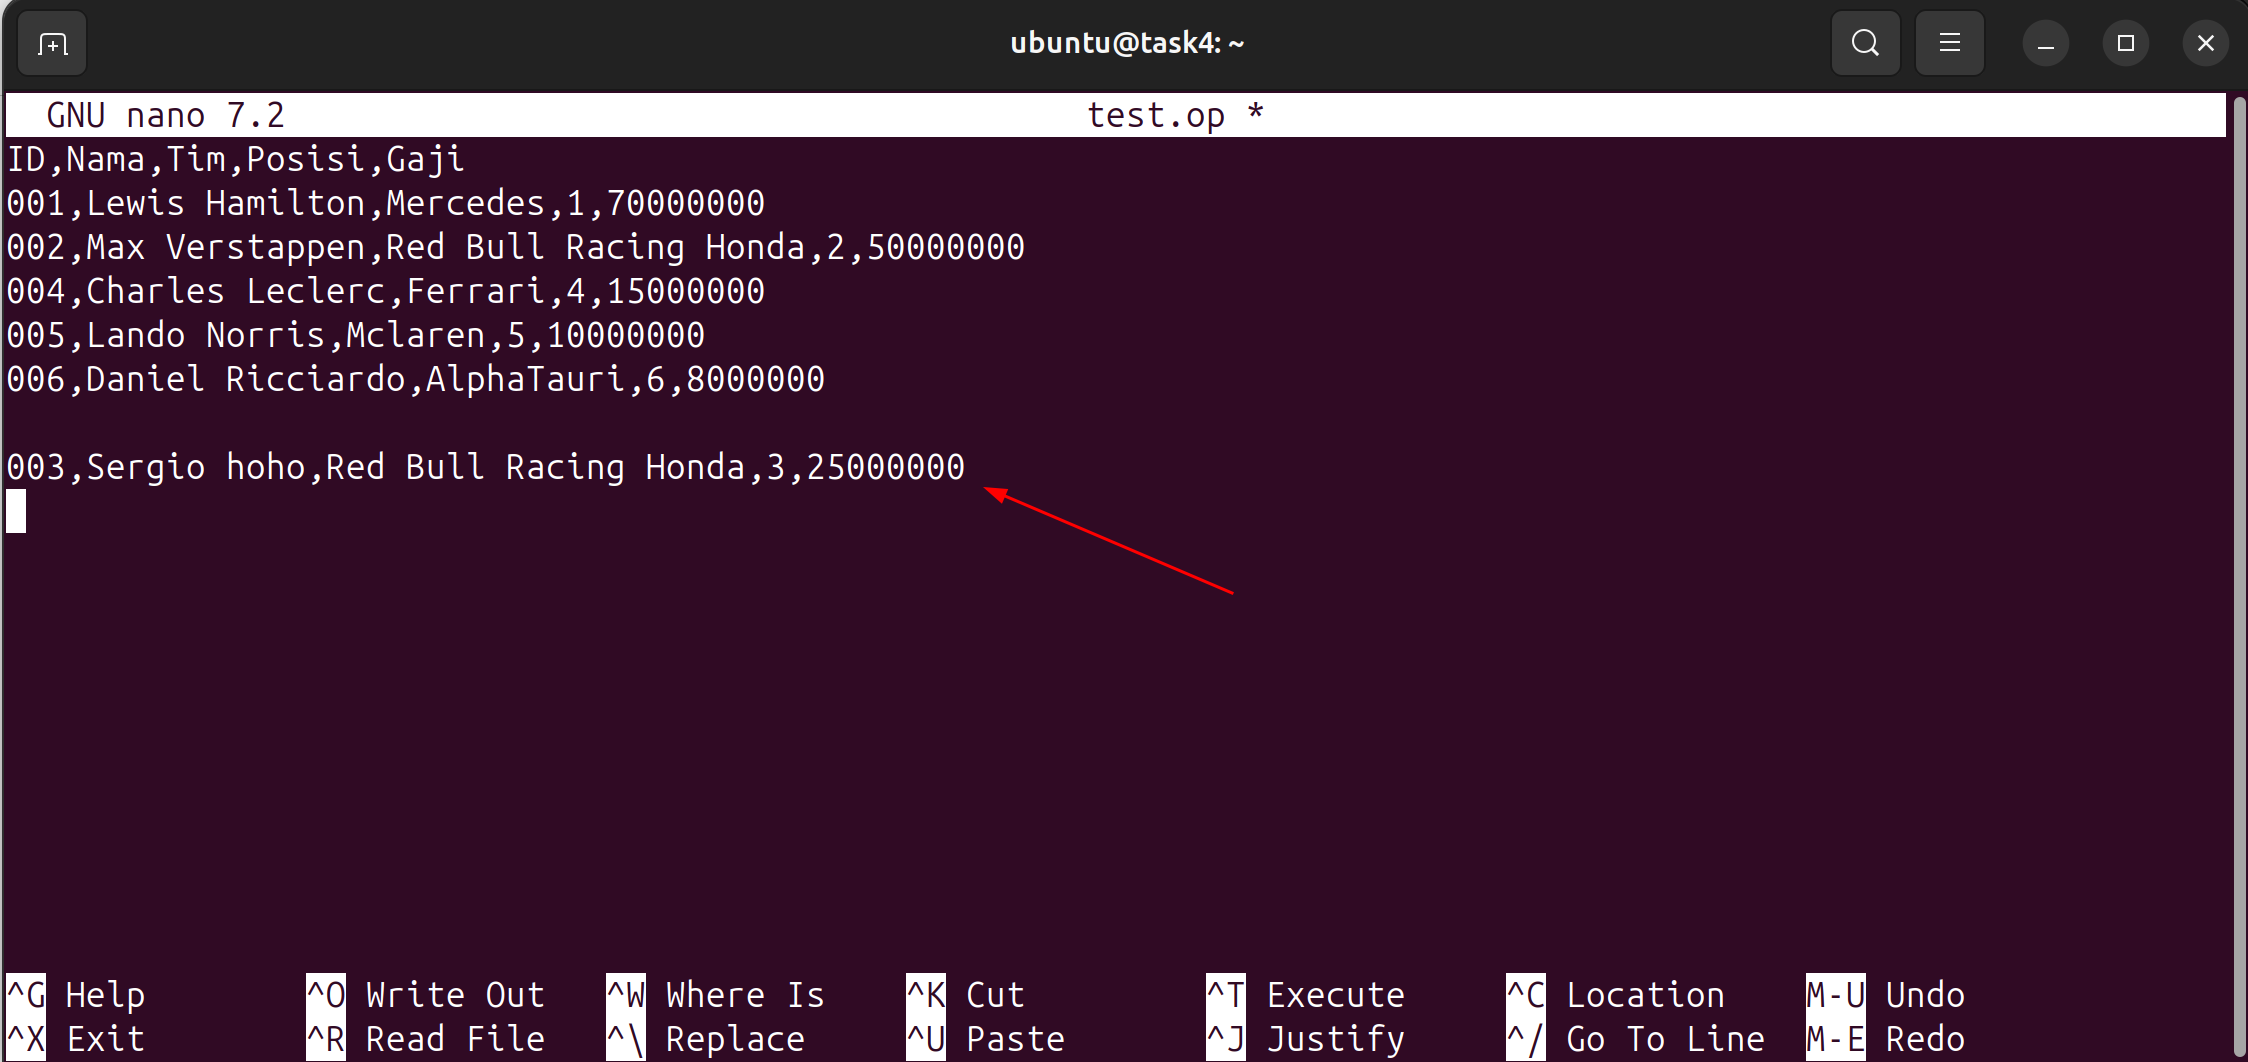 ubuntu@task4: ~
GNU nano 7.2 test.op *
ID,Nama,Tim,Posisi,Gaji
001,Lewis Hamilton,Mercedes,1,70000000
002,Max Verstappen,Red Bull Racing Honda,2,50000000
004,Charles Leclerc,Ferrari,4,15000000
005,Lando Norris,Mclaren,5,10000000
006,Daniel Ricciardo,AlphaTauri,6,8000000
003,Sergio hoho,Red Bull Racing Honda,3,25000000
^G Help ^O Write Out ^W Where Is ^K Cut ^T Execute ^C Location M-U Undo
^X Exit ^R Read File ^\ Replace ^U Paste ^J Justify ^/ Go To Line M-E Redo